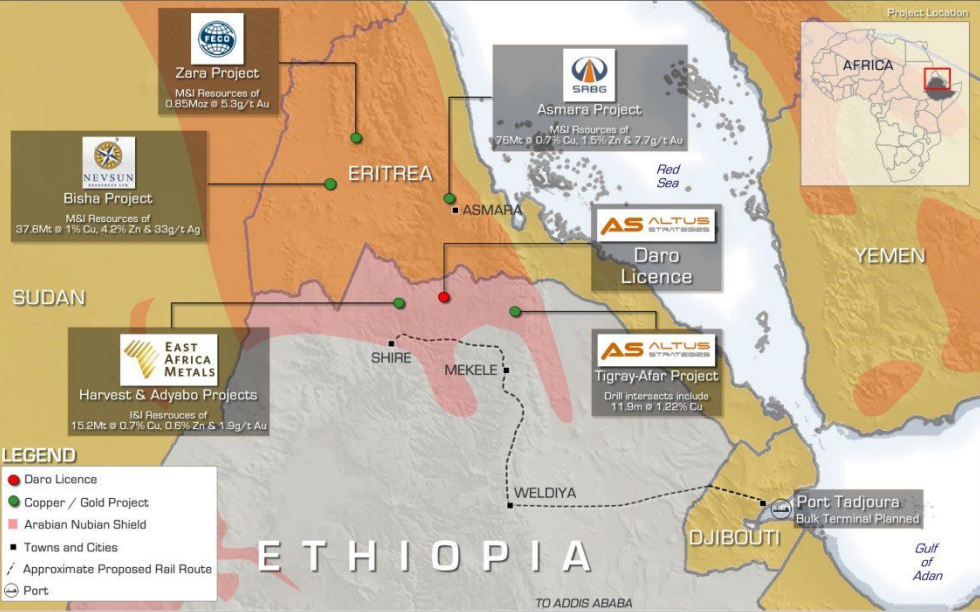 Project Location
AFRICA
FECO
Zara Project
M&I Resources of
0.85Moz @ 5.3g/t Au
SRBG
Asmara Project
M&I Rsources of
76Mt @ 0.7% Cu, 1.5% Zn & 7.7g/t Au
NEVSUN
RESOURCES LTD.
Bisha Project
M&I Resources of
37.8Mt @ 1% Cu, 4.2% Zn & 33g/t Ag
ERITREA
ASMARA
Red
Sea
AS ALTUS
STRATEGIES
Daro
Licence
YEMEN
SUDAN
EAST
AFRICA
METALS
Harvest & Adyabo Projects
I&I Resrouces of
15.2Mt @ 0.7% Cu, 0.6% Zn & 1.9g/t Au
SHIRE
MEKELE
AS ALTUS
STRATEGIES
Tigray-Afar Project
Drill intersects include
11.9m @ 1.22% Cu
LEGEND
Daro Licence
Copper / Gold Project
Arabian Nubian Shield
Towns and Cities
Approximate Proposed Rail Route
Port
WELDIYA
Port Tadjoura
Bulk Terminal Planned
DJIBOUTI
ETHIOPIA
Gulf
of
Adan
TO ADDIS ABABA